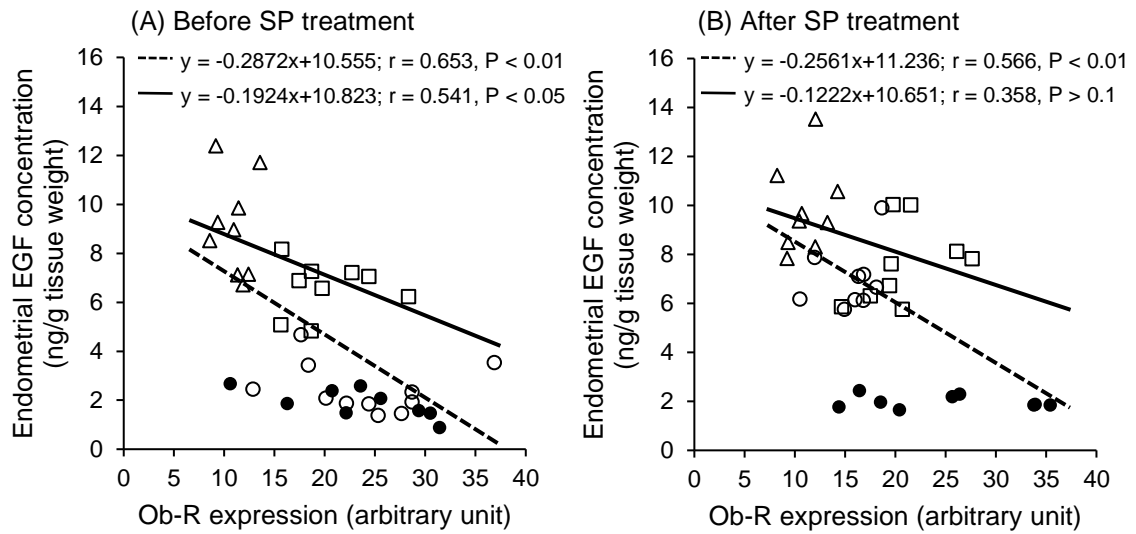 (A) Before SP treatment
y = -0.2872x+10.555; r = 0.653, P < 0.01
y = -0.1924x+10.823; r = 0.541, P < 0.05
Endometrial EGF concentration
(ng/g tissue weight)
16
14
12
10
8
6
4
2
0
0 5 10 15 20 25 30 35 40
Ob-R expression (arbitrary unit)
(B) After SP treatment
y = -0.2561x+11.236; r = 0.566, P < 0.01
y = -0.1222x+10.651; r = 0.358, P > 0.1
Endometrial EGF concentration
(ng/g tissue weight)
16
14
12
10
8
6
4
2
0
0 5 10 15 20 25 30 35 40
Ob-R expression (arbitrary unit)